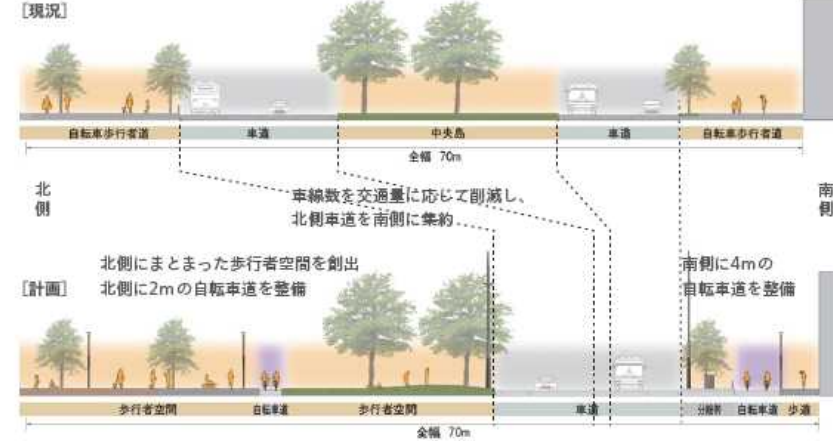 [現況]
自転車歩行者道
車道
中央島
車道
自転車歩行者道
全幅 70m
北側
南側
車線数を交通量に応じて削減し、
北側車道を南側に集約
北側にまとまった歩行者空間を創出
北側に2mの自転車道を整備
南側に4mの
自転車道を整備
[計画]
歩行者空間
自転車道
歩行者空間
車道
分離帯
自転車道
歩道
全幅 70m